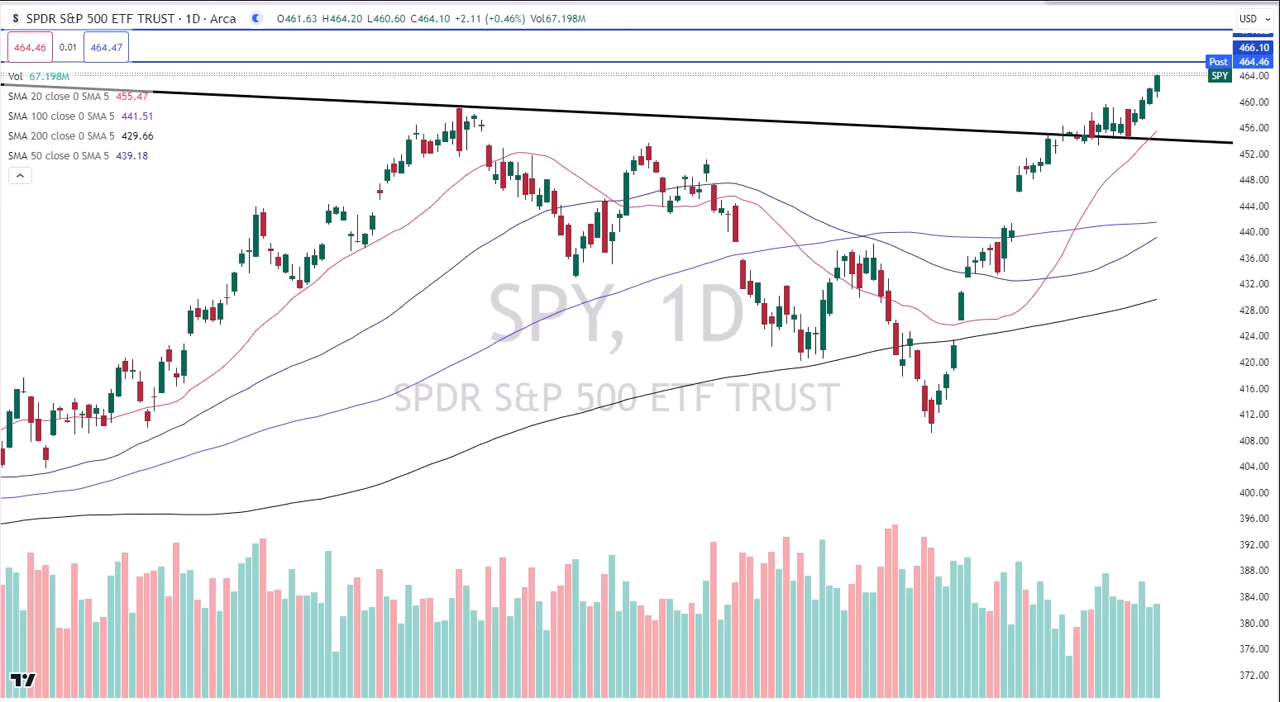 S SPDR S&P 500 ETF TRUST · 1D · Arca O461.63 H464.20 L460.60 C464.10 +2.11 (+0.46%) Vol67.198M USD
464.46 0.01 464.47
466.10
Post 464.46
Vol 67.198M
SPY 464.00
SMA 20 close 0 SMA 5 455.47
460.00
SMA 100 close 0 SMA 5 441.51
456.00
SMA 200 close 0 SMA 5 429.66
SMA 50 close 0 SMA 5 439.18
452.00
448.00
444.00
440.00
436.00
432.00
428.00
SPY, 1D
424.00
420.00
416.00
SPDR S&P 500 ETF TRUST
412.00
408.00
404.00
400.00
396.00
392.00
388.00
384.00
380.00
376.00
372.00